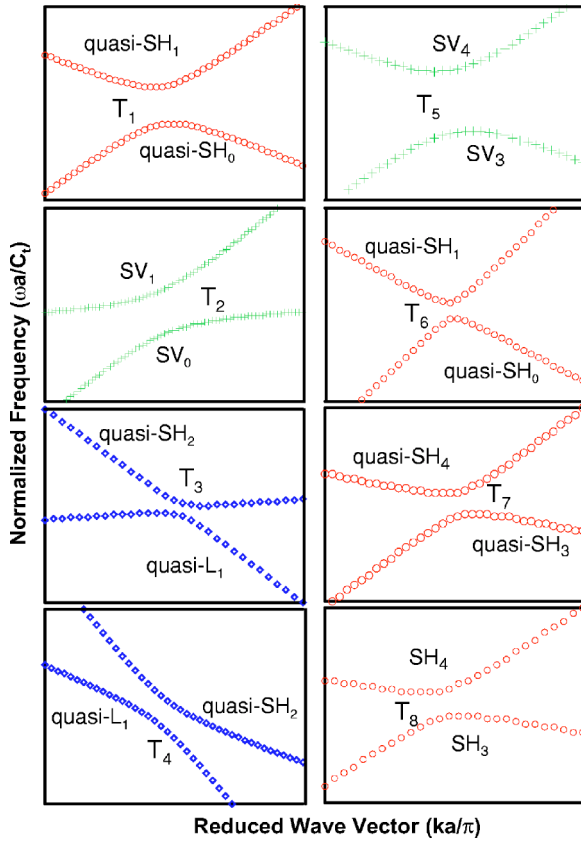 Normalized Frequency (ωa/Cₜ)
quasi-SH₁
T₁
quasi-SH₀
SV₄
T₅
SV₃
SV₁
T₂
SV₀
quasi-SH₁
T₆
quasi-SH₀
quasi-SH₂
T₃
quasi-L₁
quasi-SH₄
T₇
quasi-SH₃
quasi-L₁
quasi-SH₂
T₄
SH₄
T₈
SH₃
Reduced Wave Vector (ka/π)